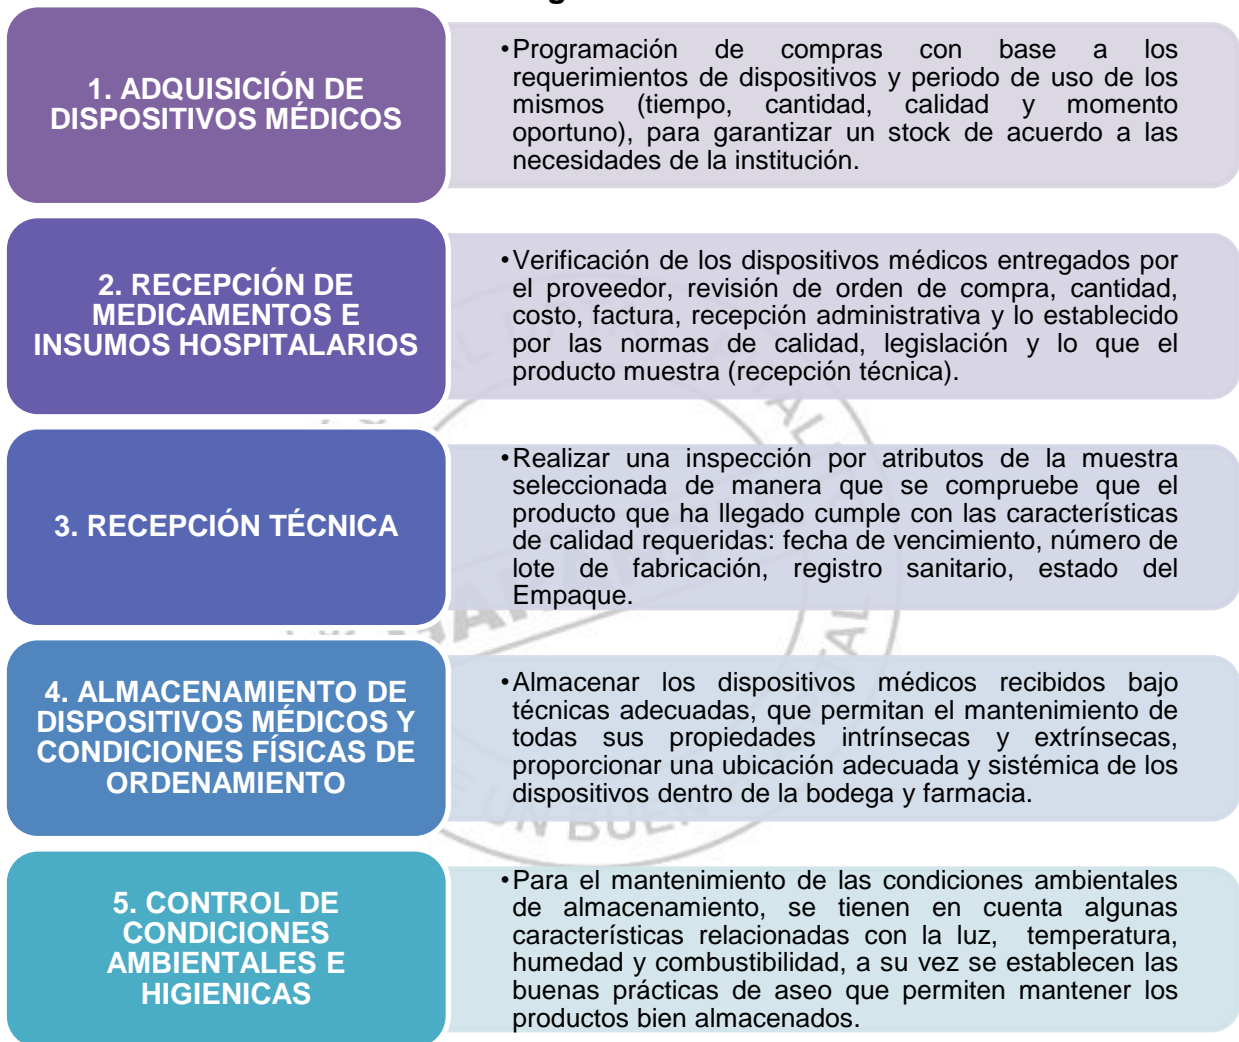 1. ADQUISICIÓN DE
DISPOSITIVOS MÉDICOS
•Programación de compras con base a los
requerimientos de dispositivos y periodo de uso de los
mismos (tiempo, cantidad, calidad y momento
oportuno), para garantizar un stock de acuerdo a las
necesidades de la institución.
2. RECEPCIÓN DE
MEDICAMENTOS E
INSUMOS HOSPITALARIOS
•Verificación de los dispositivos médicos entregados por
el proveedor, revisión de orden de compra, cantidad,
costo, factura, recepción administrativa y lo establecido
por las normas de calidad, legislación y lo que el
producto muestra (recepción técnica).
3. RECEPCIÓN TÉCNICA
•Realizar una inspección por atributos de la muestra
seleccionada de manera que se compruebe que el
producto que ha llegado cumple con las características
de calidad requeridas: fecha de vencimiento, número de
lote de fabricación, registro sanitario, estado del
Empaque.
4. ALMACENAMIENTO DE
DISPOSITIVOS MÉDICOS Y
CONDICIONES FÍSICAS DE
ORDENAMIENTO
•Almacenar los dispositivos médicos recibidos bajo
técnicas adecuadas, que permitan el mantenimiento de
todas sus propiedades intrínsecas y extrínsecas,
proporcionar una ubicación adecuada y sistémica de los
dispositivos dentro de la bodega y farmacia.
5. CONTROL DE
CONDICIONES
AMBIENTALES E
HIGIENICAS
•Para el mantenimiento de las condiciones ambientales
de almacenamiento, se tienen en cuenta algunas
características relacionadas con la luz, temperatura,
humedad y combustibilidad, a su vez se establecen las
buenas prácticas de aseo que permiten mantener los
productos bien almacenados.